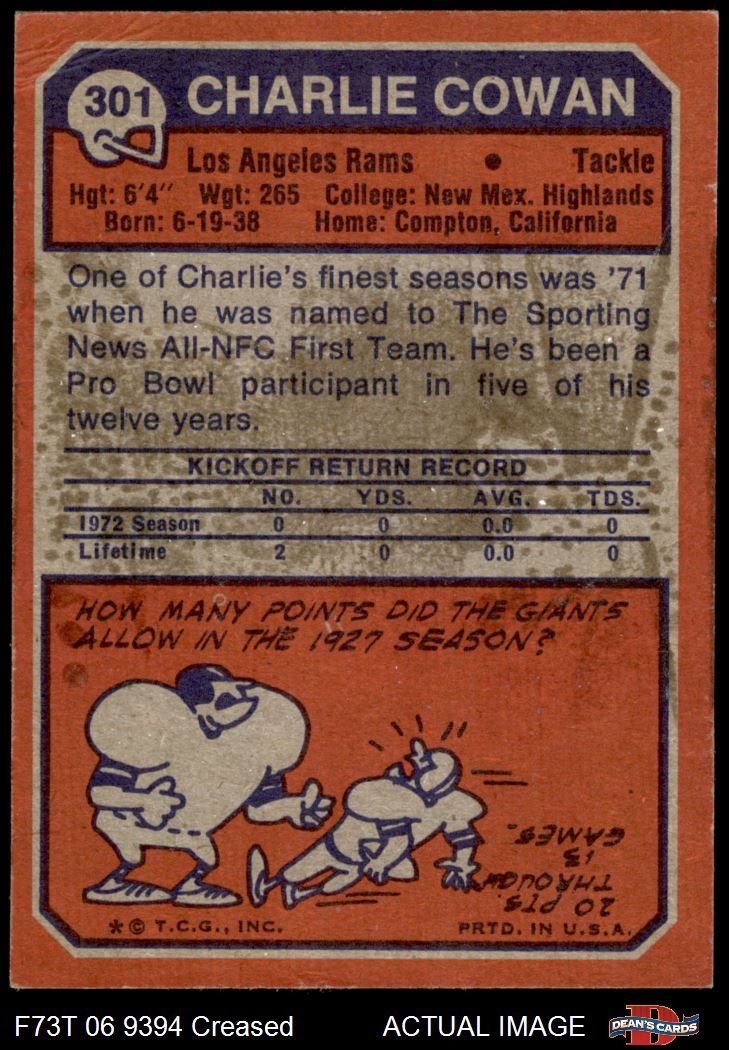 301 CHARLIE COWAN
Los Angeles Rams • Tackle
Hgt: 6'4" Wgt: 265 College: New Mex. Highlands
Born: 6-19-38 Home: Compton, California
One of Charlie's finest seasons was '71
when he was named to The Sporting
News All-NFC First Team. He's been a
Pro Bowl participant in five of his
twelve years.
KICKOFF RETURN RECORD
NO. YDS. AVG. TDS.
1972 Season 0 0 0.0 0
Lifetime 2 0 0.0 0
HOW MANY POINTS DID THE GIANTS
ALLOW IN THE 1927 SEASON?
20 PTS.
THROUGH
13
GAMES.
* © T.C.G., INC. PRTD. IN U.S.A.
F73T 06 9394 Creased ACTUAL IMAGE
DEAN'S CARDS